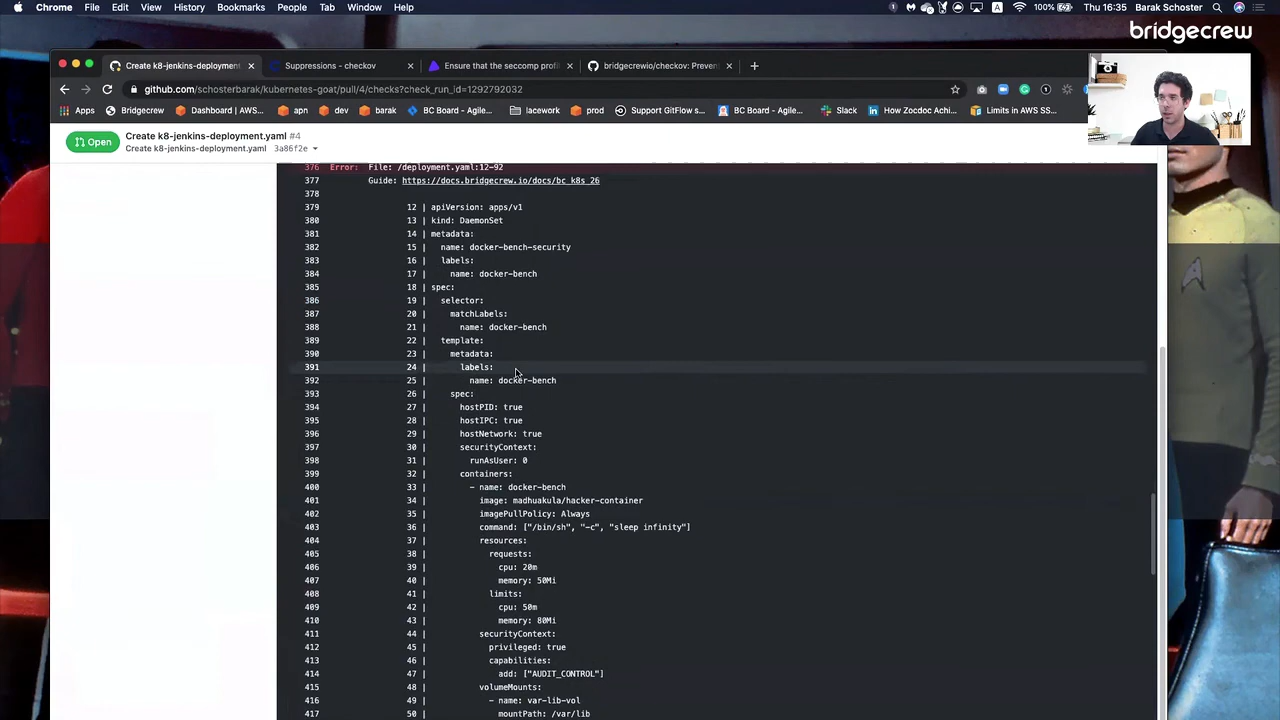 Chrome File Edit View History Bookmarks People Tab Window Help
100% Thu 16:35 Barak Schoster
bridgecrew
Create k8-jenkins-deployment
Suppressions - checkov
Ensure that the seccomp profil
bridgecrewio/checkov: Preven
github.com/schosterbarak/kubernetes-goat/pull/4/checks?check_run_id=1292792032
Apps Bridgecrew Dashboard | AWS... apn dev barak BC Board - Agile... lacework prod Support GitFlow s... BC Board - Agile... Slack How Zocdoc Achie... Limits in AWS SS...
Open
Create k8-jenkins-deployment.yaml #4
Create k8-jenkins-deployment.yaml 3a86f2e
376 Error: File: /deployment.yaml:12-92
377 Guide: https://docs.bridgecrew.io/docs/bc_k8s_26
378
379 12 | apiVersion: apps/v1
380 13 | kind: DaemonSet
381 14 | metadata:
382 15 | name: docker-bench-security
383 16 | labels:
384 17 | name: docker-bench
385 18 | spec:
386 19 | selector:
387 20 | matchLabels:
388 21 | name: docker-bench
389 22 | template:
390 23 | metadata:
391 24 | labels:
392 25 | name: docker-bench
393 26 | spec:
394 27 | hostPID: true
395 28 | hostIPC: true
396 29 | hostNetwork: true
397 30 | securityContext:
398 31 | runAsUser: 0
399 32 | containers:
400 33 | - name: docker-bench
401 34 | image: madhuakula/hacker-container
402 35 | imagePullPolicy: Always
403 36 | command: ["/bin/sh", "-c", "sleep infinity"]
404 37 | resources:
405 38 | requests:
406 39 | cpu: 20m
407 40 | memory: 50Mi
408 41 | limits:
409 42 | cpu: 50m
410 43 | memory: 80Mi
411 44 | securityContext:
412 45 | privileged: true
413 46 | capabilities:
414 47 | add: ["AUDIT_CONTROL"]
415 48 | volumeMounts:
416 49 | - name: var-lib-vol
417 50 | mountPath: /var/lib